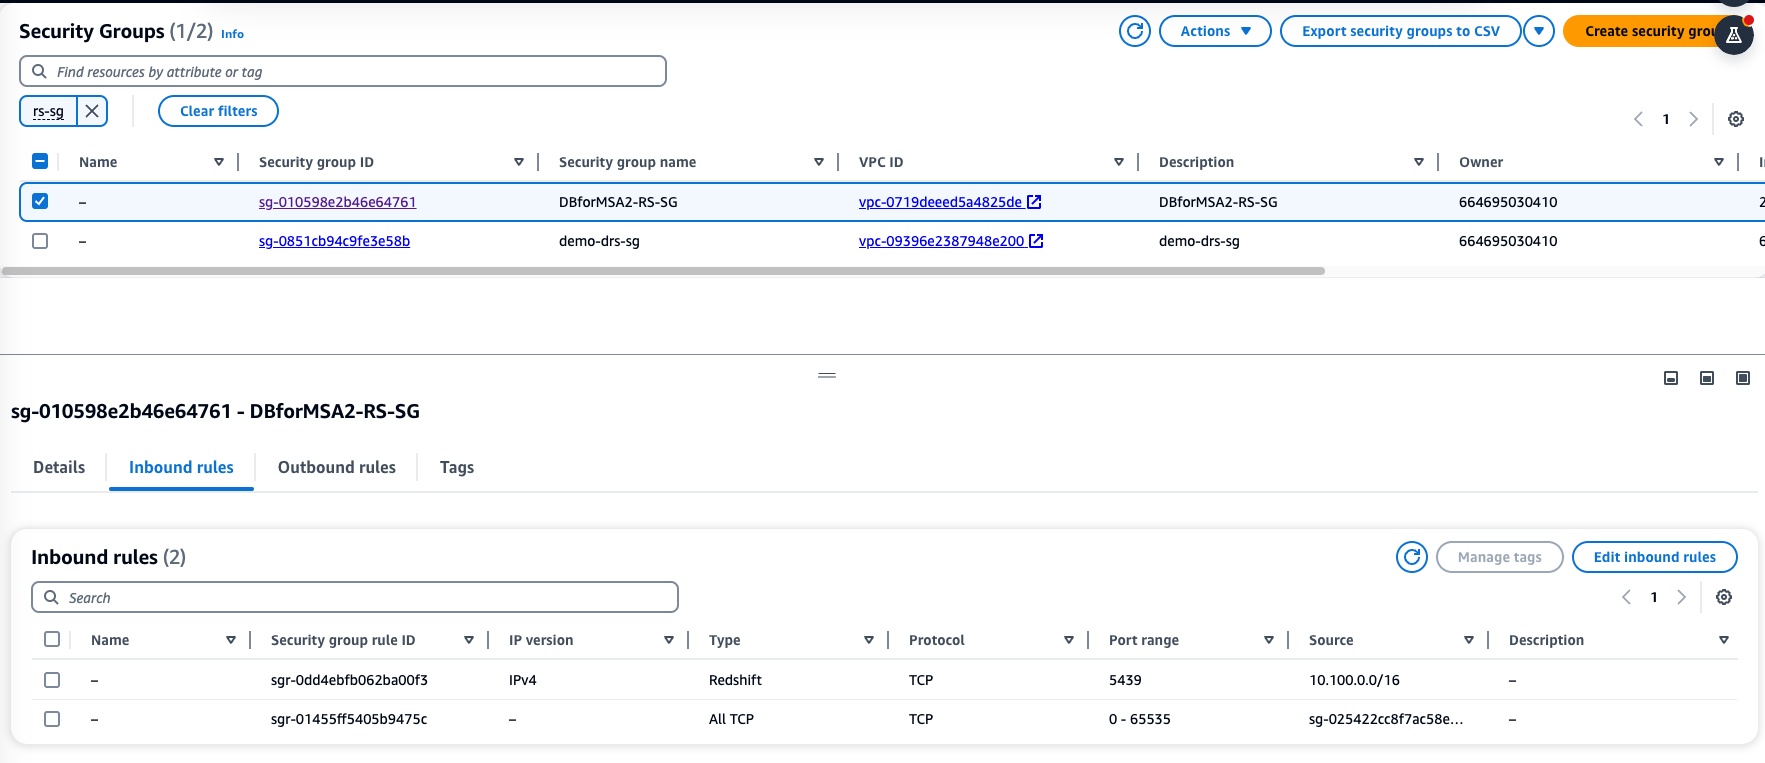 Security Groups (1/2) Info
Actions
Export security groups to CSV
Create security grou
Find resources by attribute or tag
rs-sg
Clear filters
1
Name Security group ID Security group name VPC ID Description Owner
– sg-010598e2b46e64761 DBforMSA2-RS-SG vpc-0719deeed5a4825de DBforMSA2-RS-SG 664695030410 2
– sg-0851cb94c9fe3e58b demo-drs-sg vpc-09396e2387948e200 demo-drs-sg 664695030410 6
sg-010598e2b46e64761 - DBforMSA2-RS-SG
Details Inbound rules Outbound rules Tags
Inbound rules (2)
Manage tags
Edit inbound rules
Search
1
Name Security group rule ID IP version Type Protocol Port range Source Description
– sgr-0dd4ebfb062ba00f3 IPv4 Redshift TCP 5439 10.100.0.0/16 –
– sgr-01455ff5405b9475c – All TCP TCP 0 - 65535 sg-025422cc8f7ac58e... –